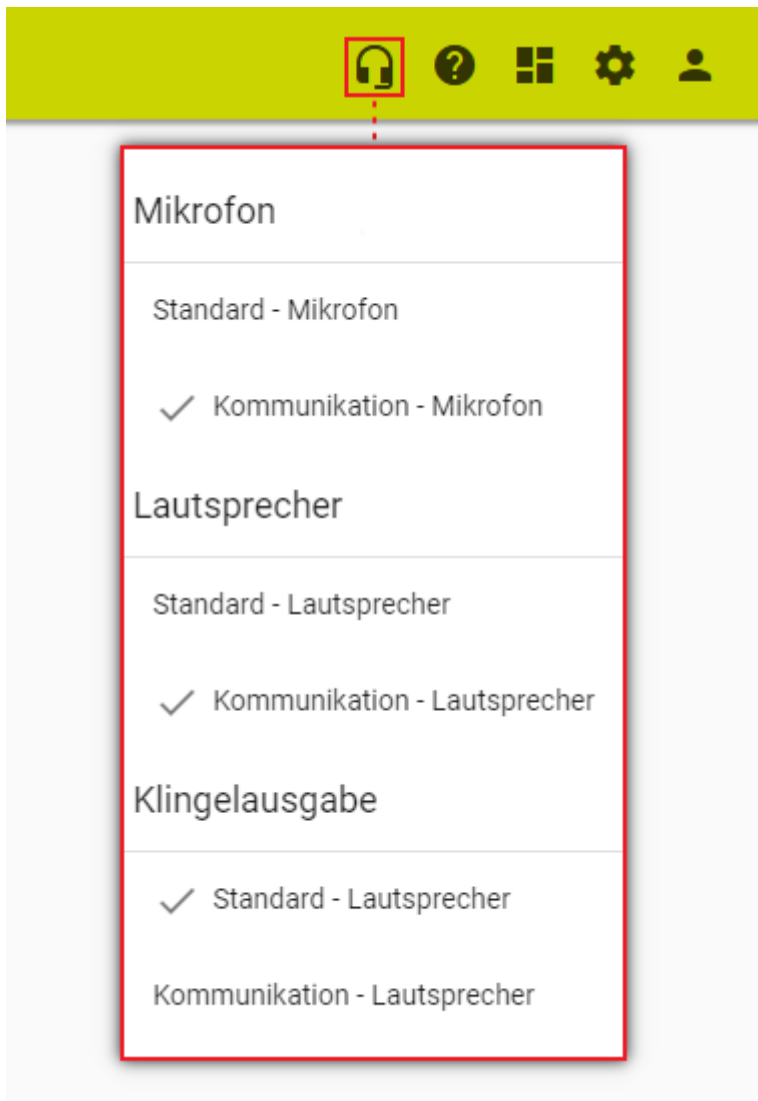 Mikrofon
Standard - Mikrofon
Kommunikation - Mikrofon
Lautsprecher
Standard - Lautsprecher
Kommunikation - Lautsprecher
Klingelausgabe
Standard - Lautsprecher
Kommunikation - Lautsprecher